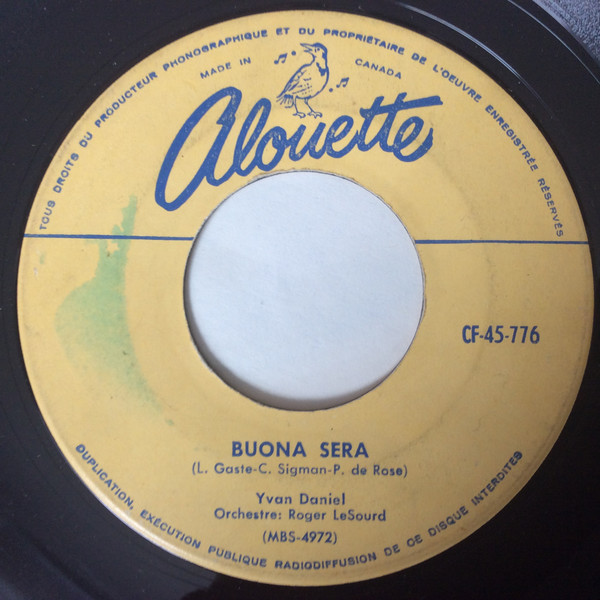 TOUS DROITS DU PRODUCTEUR PHONOGRAPHIQUE ET DU PROPRIETAIRE DE L'OEUVRE ENREGISTRÉE RÉSERVÉS
MADE IN CANADA
Alouette
CF-45-776
BUONA SERA
(L. Gaste-C. Sigman-P. de Rose)
Yvan Daniel
Orchestre: Roger LeSourd
(MBS-4972)
DUPLICATION, EXÉCUTION PUBLIQUE RADIODIFFUSION DE CE DISQUE INTERDITES